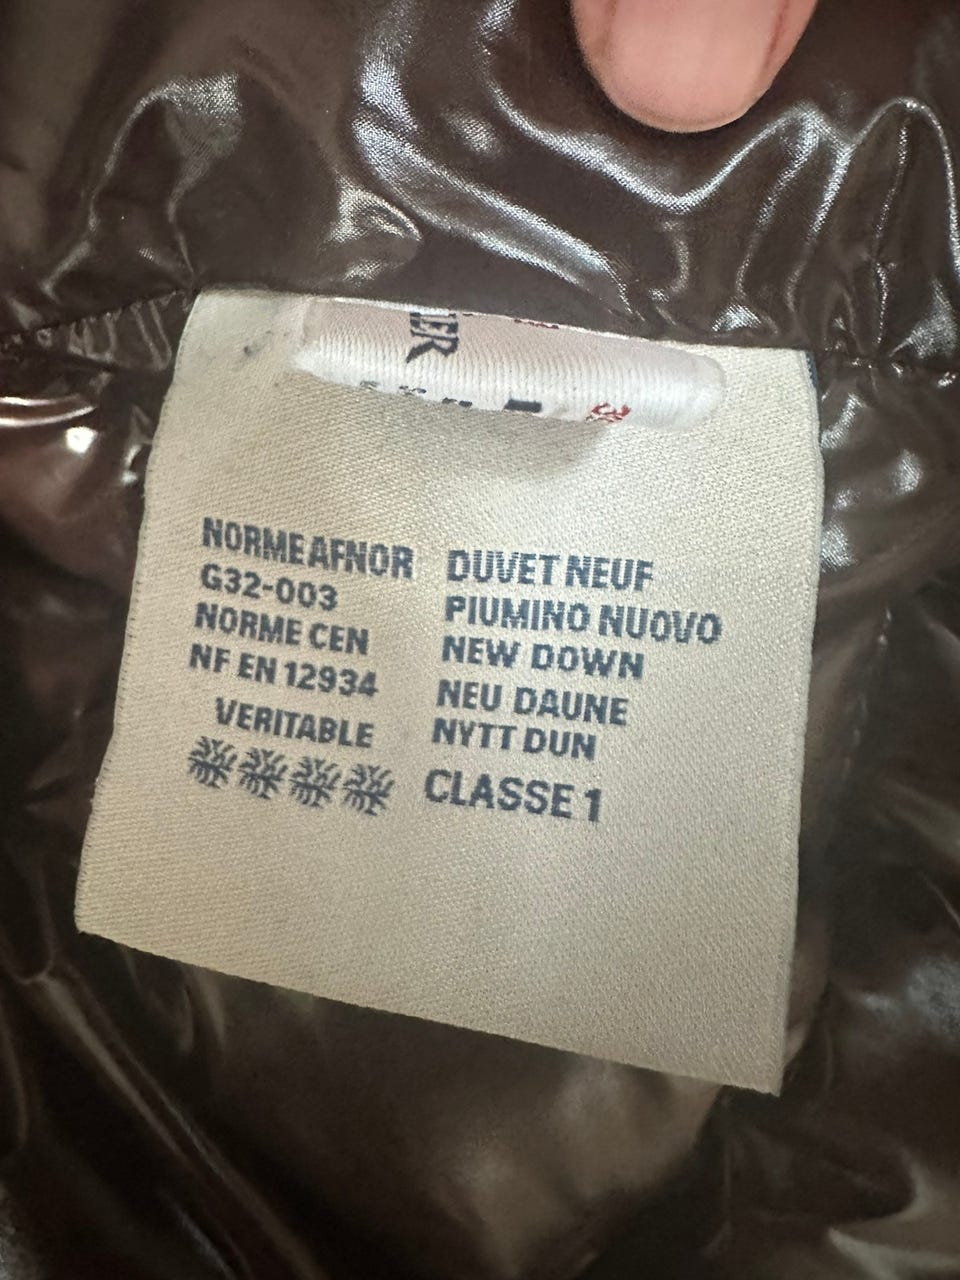 NORME AFNOR
G32-003
NORME CEN
NF EN 12934
VERITABLE
DUVET NEUF
PIUMINO NUOVO
NEW DOWN
NEU DAUNE
NYTT DUN
CLASSE 1